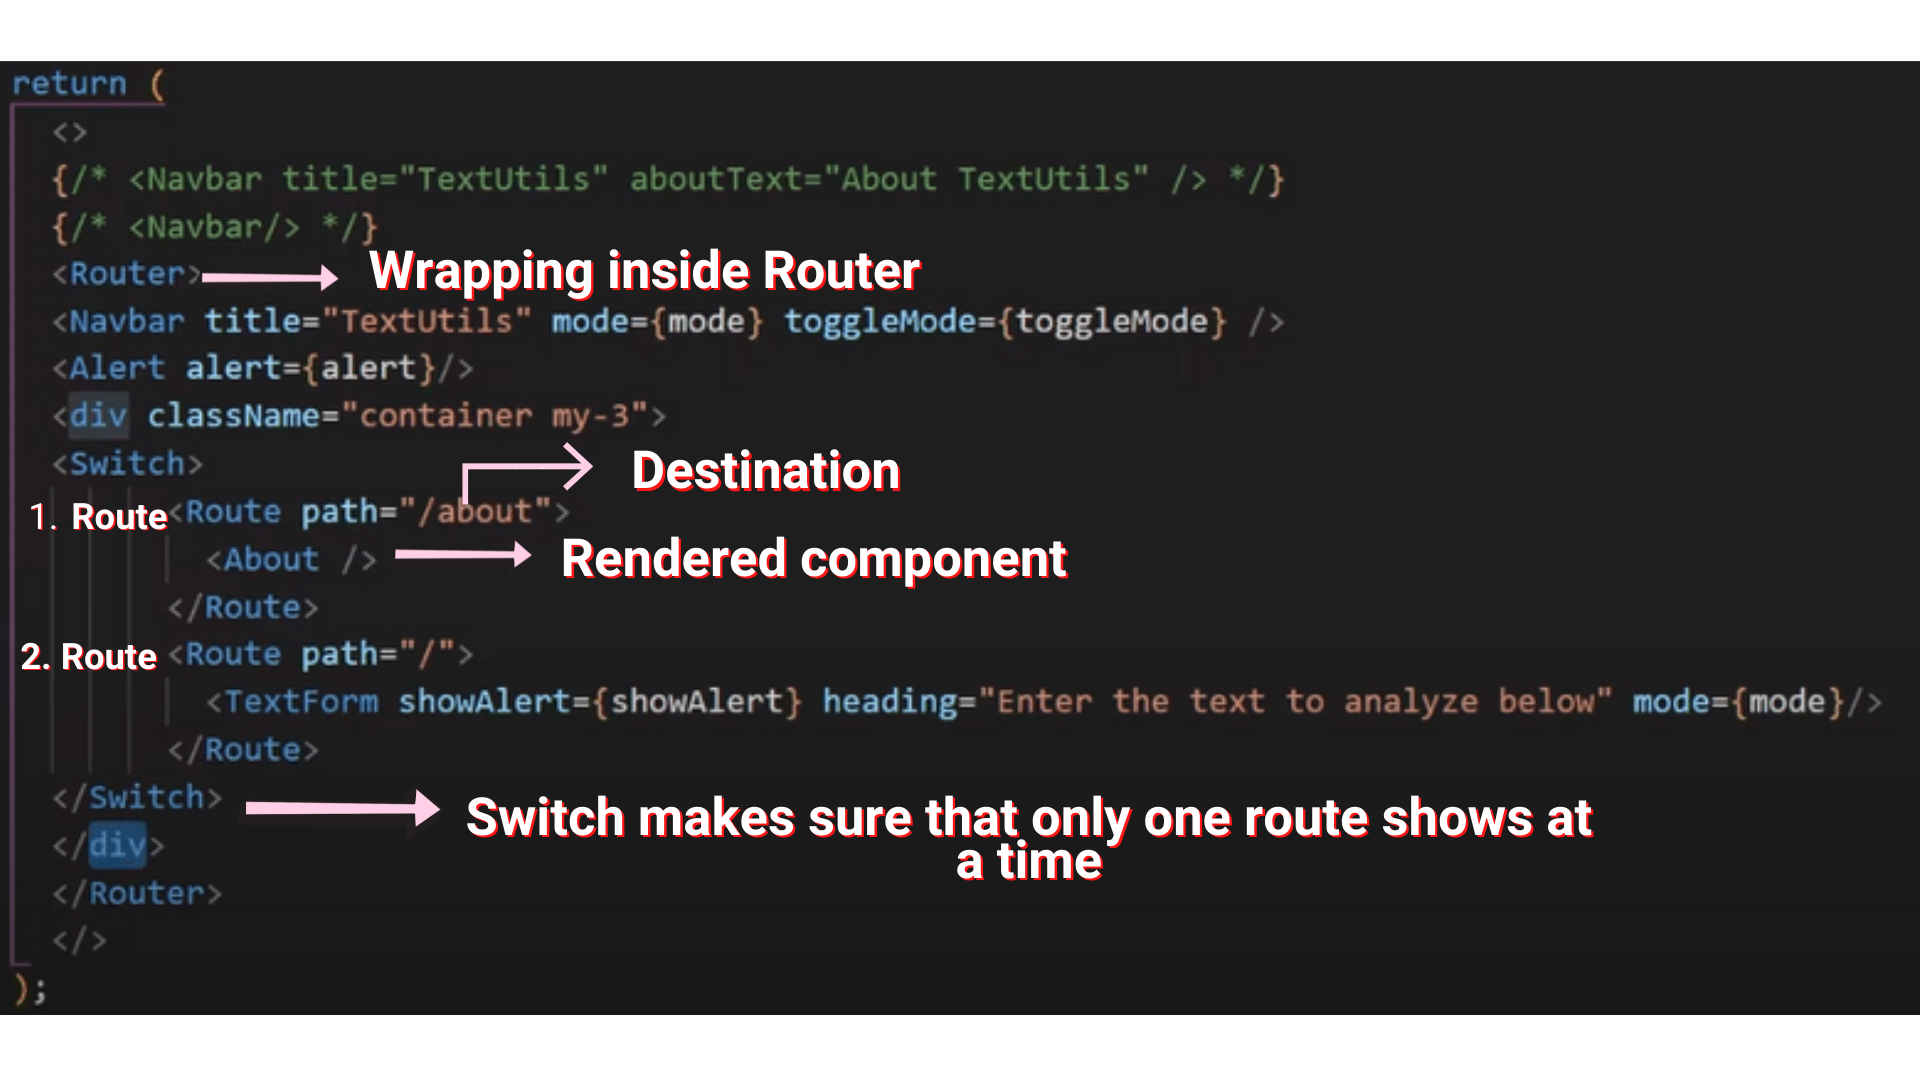 return (
<>
{/* <Navbar title="TextUtils" aboutText="About TextUtils" /> */}
{/* <Navbar/> */}
<Router> Wrapping inside Router
<Navbar title="TextUtils" mode={mode} toggleMode={toggleMode} />
<Alert alert={alert}/>
<div className="container my-3">
<Switch>
Destination
1. Route <Route path="/about">
<About /> Rendered component
</Route>
2. Route <Route path="/">
<TextForm showAlert={showAlert} heading="Enter the text to analyze below" mode={mode}/>
</Route>
</Switch>
Switch makes sure that only one route shows at
a time
</div>
</Router>
</>
);